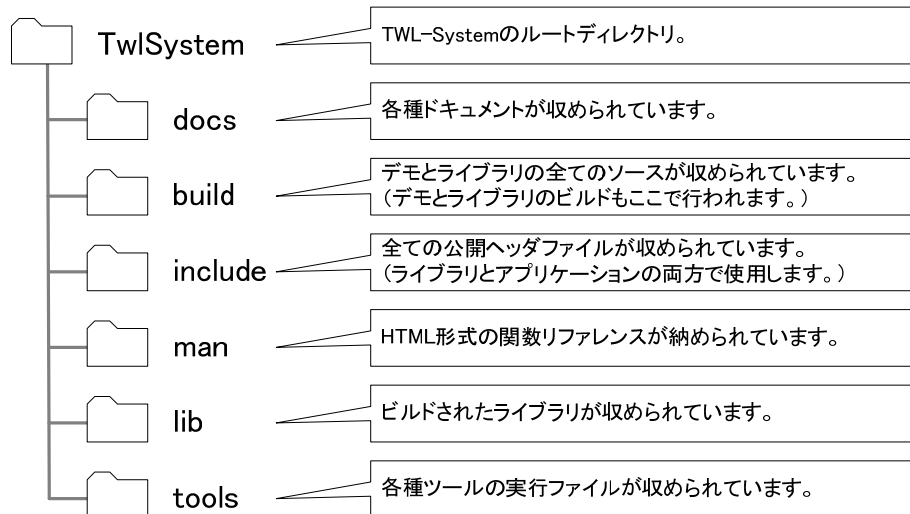 TwlSystem
TWL-Systemのルートディレクトリ。
docs
各種ドキュメントが収められています。
build
デモとライブラリの全てのソースが収められています。
（デモとライブラリのビルドもここで行われます。）
include
全ての公開ヘッダファイルが収められています。
（ライブラリとアプリケーションの両方で使用します。）
man
HTML形式の関数リファレンスが納められています。
lib
ビルドされたライブラリが収められています。
tools
各種ツールの実行ファイルが収められています。